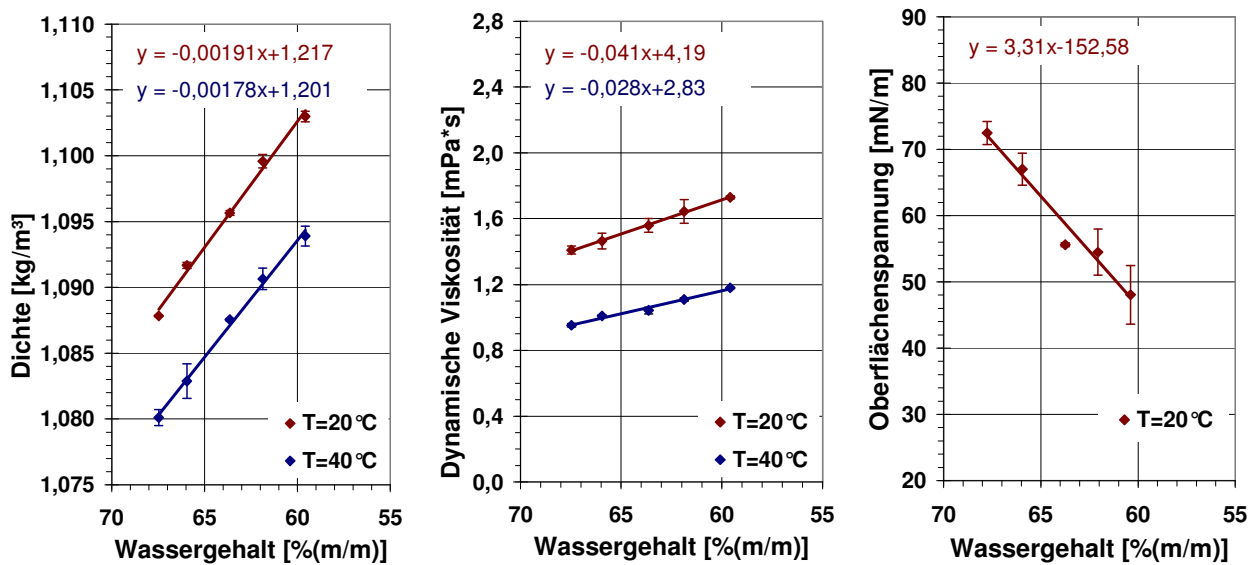 Dichte [kg/m³]
1,110
1,105
1,100
1,095
1,090
1,085
1,080
1,075
y = -0,00191x+1,217
y = -0,00178x+1,201
T=20°C
T=40°C
70 65 60 55
Wassergehalt [%(m/m)]
Dynamische Viskosität [mPa*s]
2,8
2,4
2,0
1,6
1,2
0,8
0,4
0,0
y = -0,041x+4,19
y = -0,028x+2,83
T=20°C
T=40°C
70 65 60 55
Wassergehalt [%(m/m)]
Oberflächenspannung [mN/m]
90
80
70
60
50
40
30
20
y = 3,31x-152,58
T=20°C
70 65 60 55
Wassergehalt [%(m/m)]